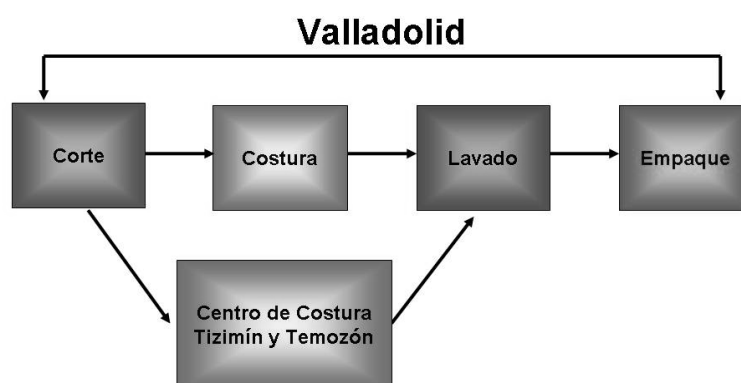 Valladolid
Corte
Costura
Lavado
Empaque
Centro de Costura
Tizimín y Temozón